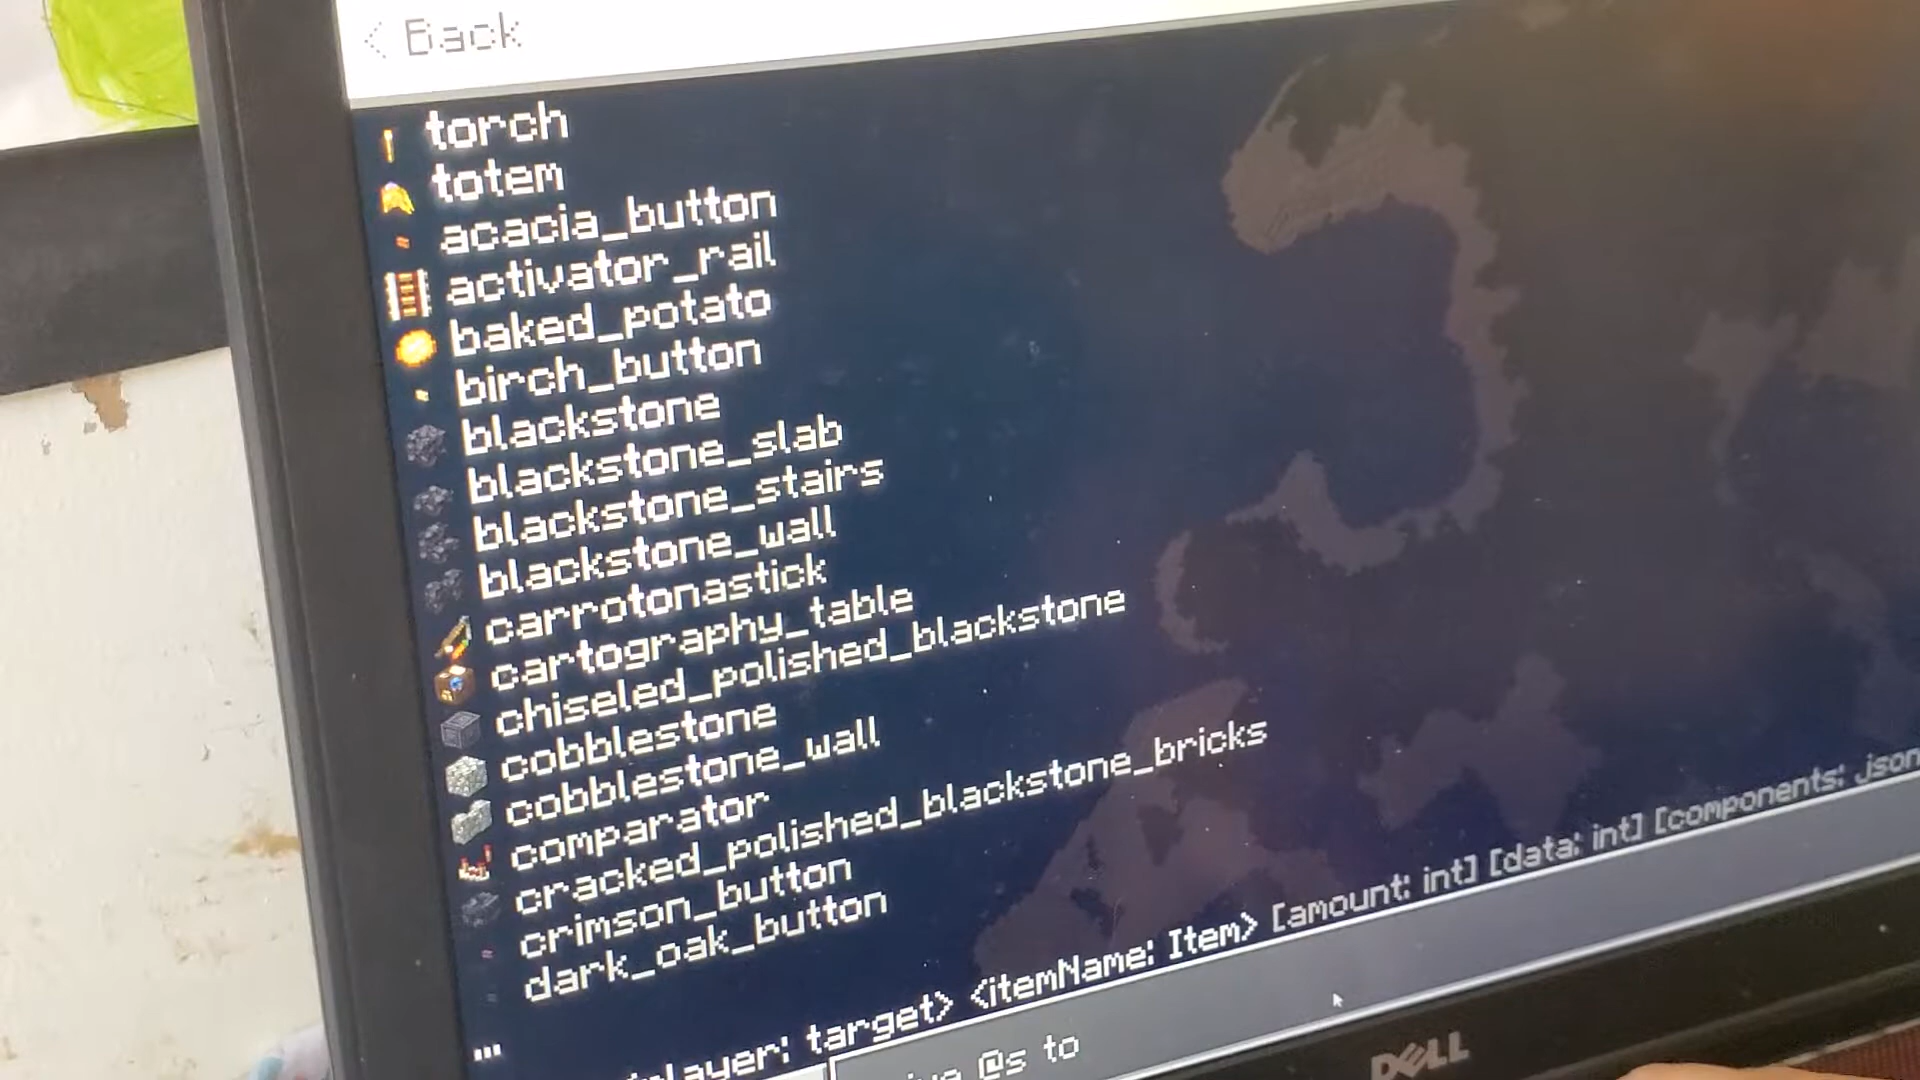 < Back
torch
totem
acacia_button
activator_rail
baked_potato
birch_button
blackstone
blackstone_slab
blackstone_stairs
blackstone_wall
carrotonastick
cartography_table
chiseled_polished_blackstone
cobblestone
cobblestone_wall
comparator
cracked_polished_blackstone_bricks
crimson_button
dark_oak_button
...
player: target> <itemName: Item> [amount: int] [data: int] [components: json
@s to
DELL